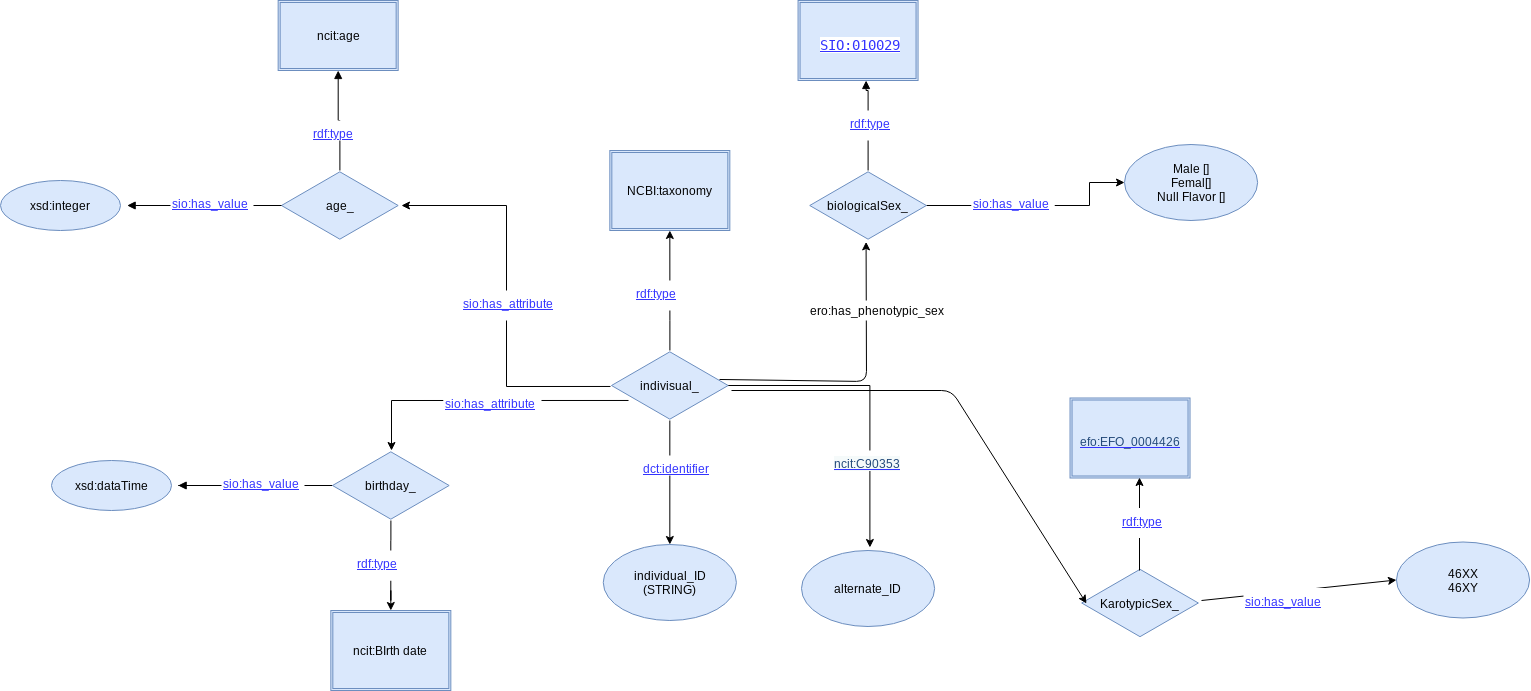 ncit:age
SIO:010029
rdf:type
rdf:type
NCBI:taxonomy
Male []
Femal[]
Null Flavor []
xsd:integer
sio:has_value
age_
biologicalSex_
sio:has_value
rdf:type
sio:has_attribute
ero:has_phenotypic_sex
indivisual_
sio:has_attribute
efo:EFO_0004426
dct:identifier
ncit:C90353
xsd:dataTime
sio:has_value
birthday_
rdf:type
rdf:type
individual_ID
(STRING)
alternate_ID
KarotypicSex_
sio:has_value
46XX
46XY
ncit:BIrth date